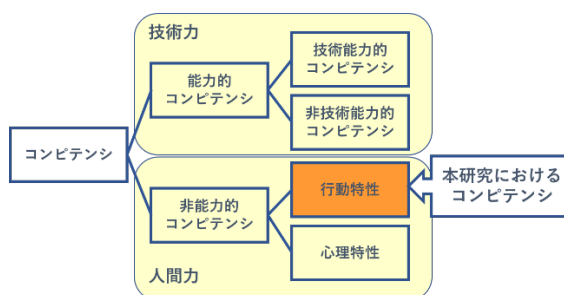 技術力
技術能力的
コンピテンシ
能力的
コンピテンシ
非技術能力的
コンピテンシ
コンピテンシ
行動特性
本研究における
コンピテンシ
非能力的
コンピテンシ
心理特性
人間力